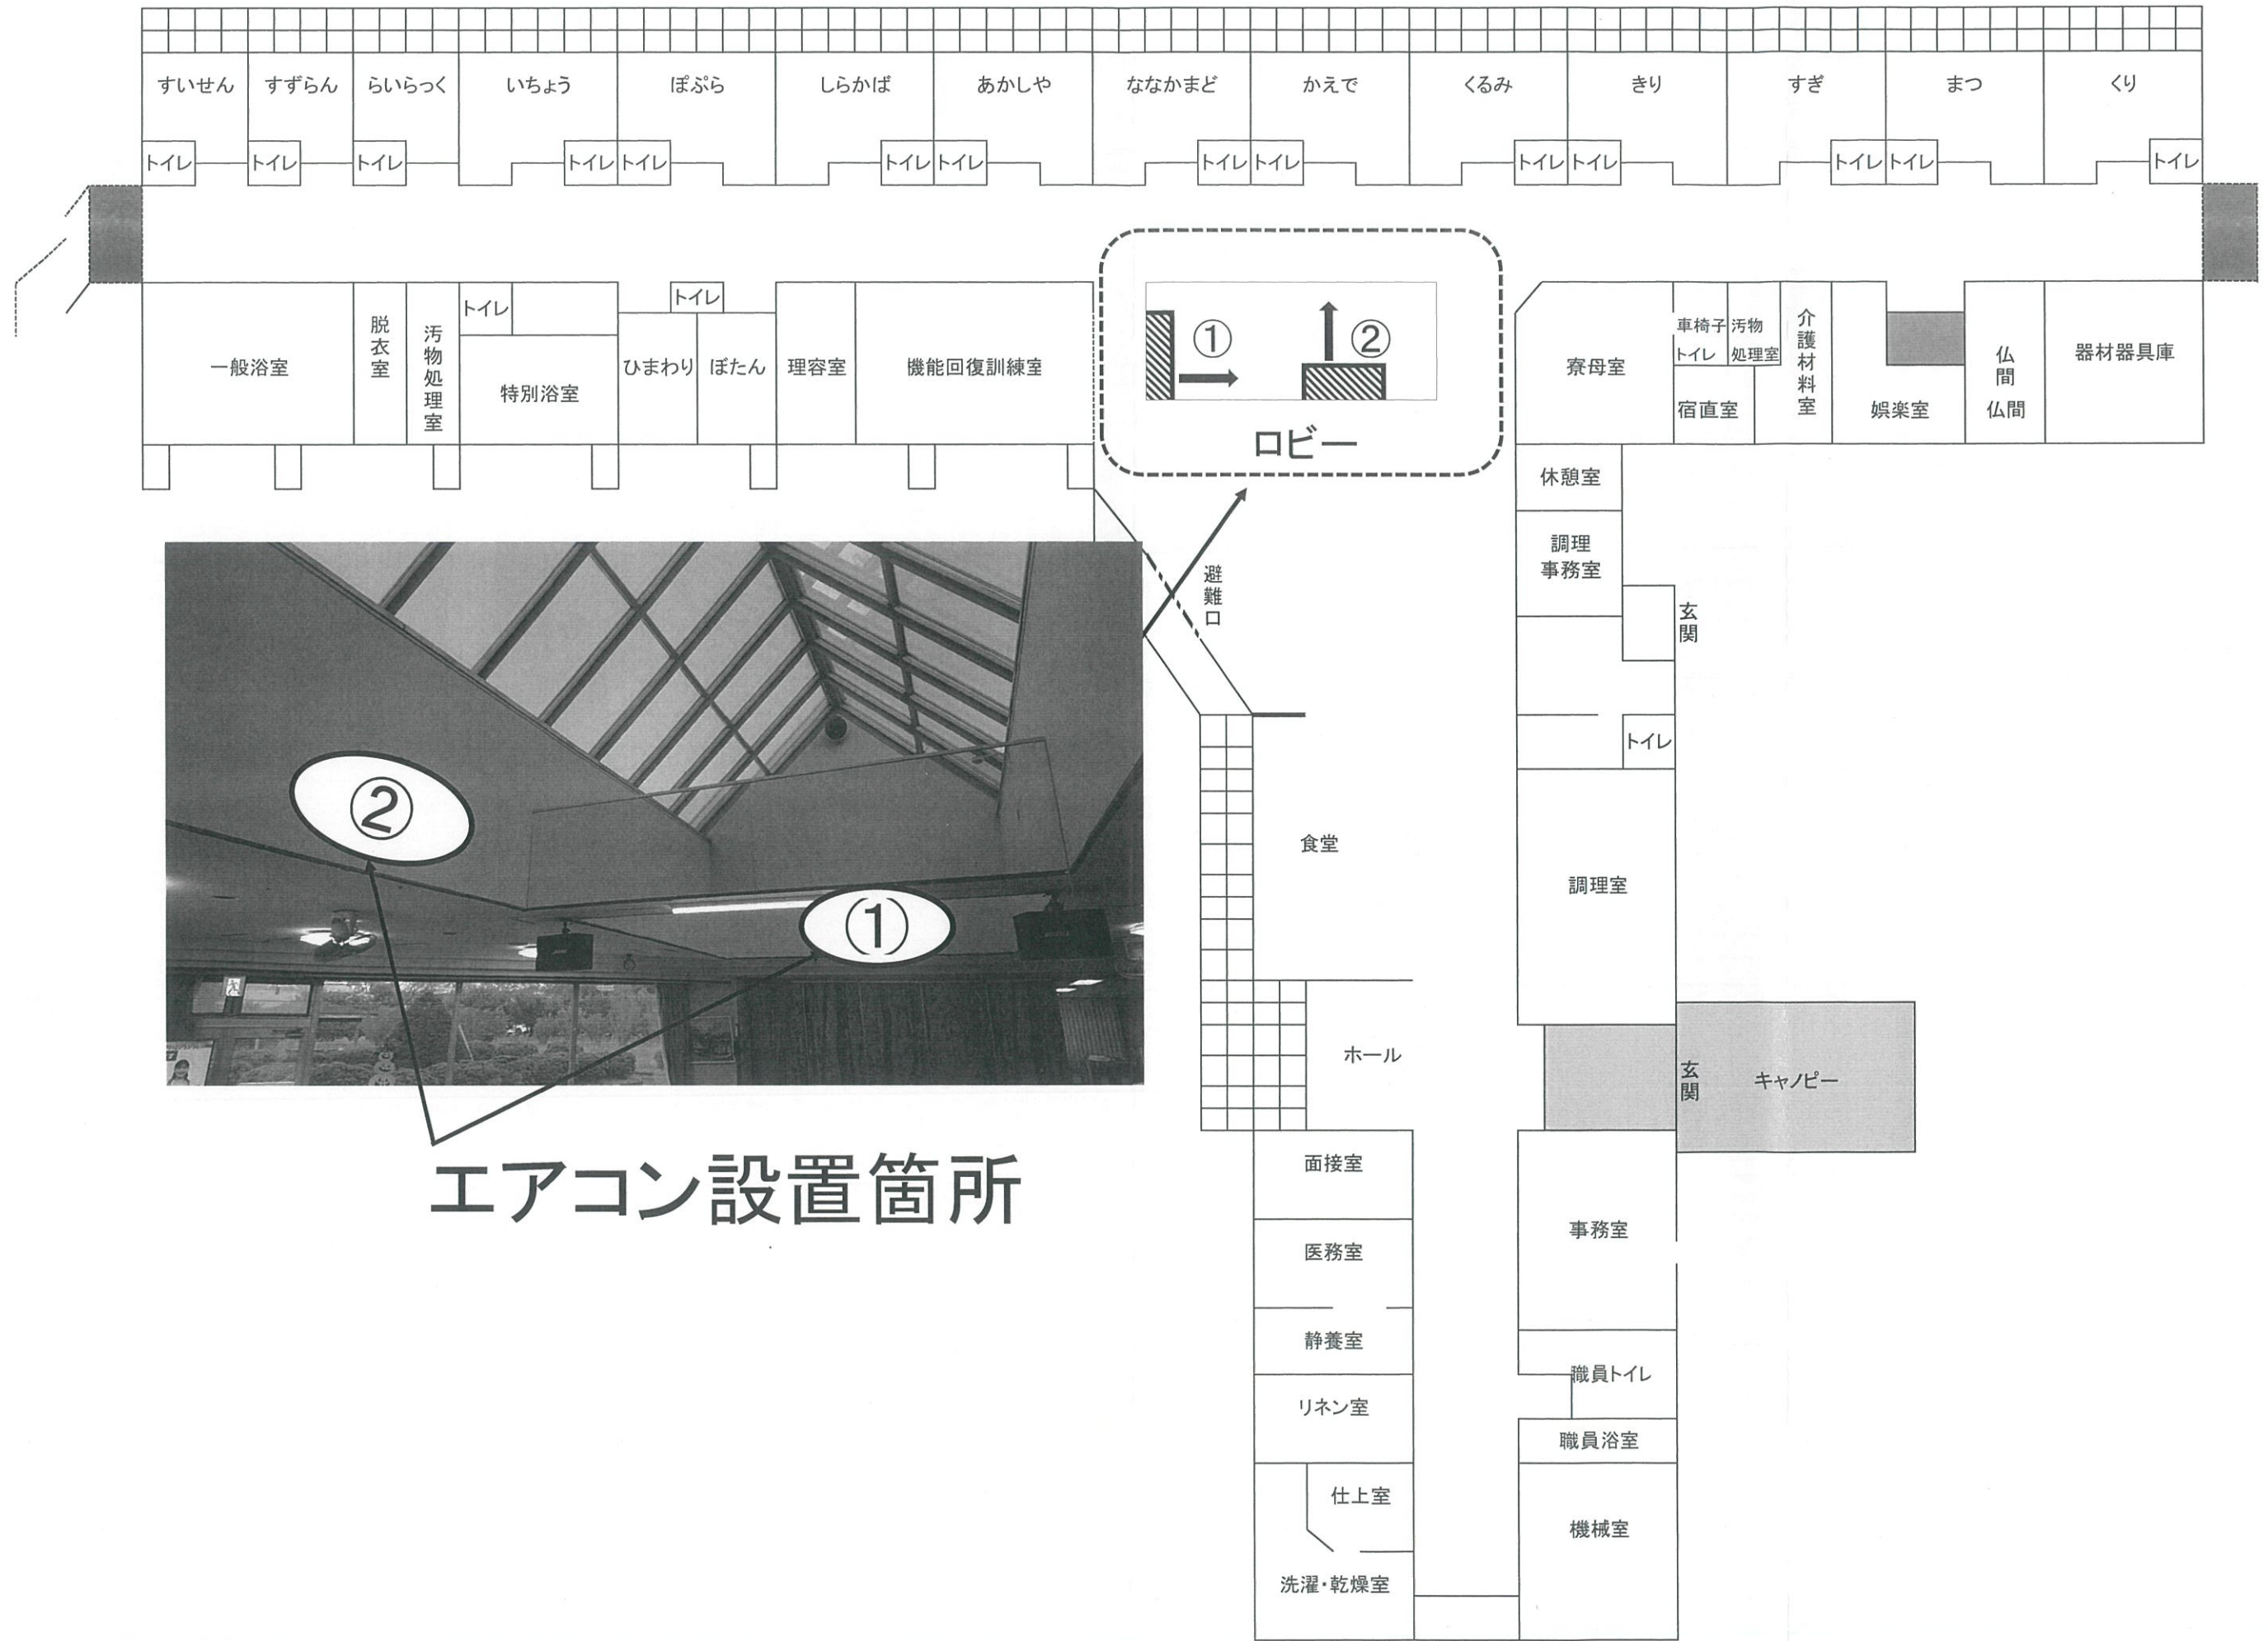 すいせん すずらん らいらっく いちょう ぽぷら しらかば あかしや ななかまど かえで くるみ きり すぎ まつ くり
トイレ トイレ トイレ トイレ トイレ トイレ トイレ トイレ トイレ トイレ トイレ トイレ トイレ トイレ
一般浴室
脱衣室
汚物処理室
トイレ
特別浴室
トイレ
ひまわり
ぼたん
理容室
機能回復訓練室
①
②
ロビー
寮母室
車椅子
トイレ
汚物
処理室
宿直室
介護材料室
娯楽室
仏間
仏間
器材器具庫
休憩室
調理
事務室
避難口
玄関
トイレ
②
①
食堂
調理室
ホール
玄関
キャノピー
エアコン設置箇所
面接室
医務室
事務室
静養室
職員トイレ
リネン室
職員浴室
仕上室
機械室
洗濯・乾燥室